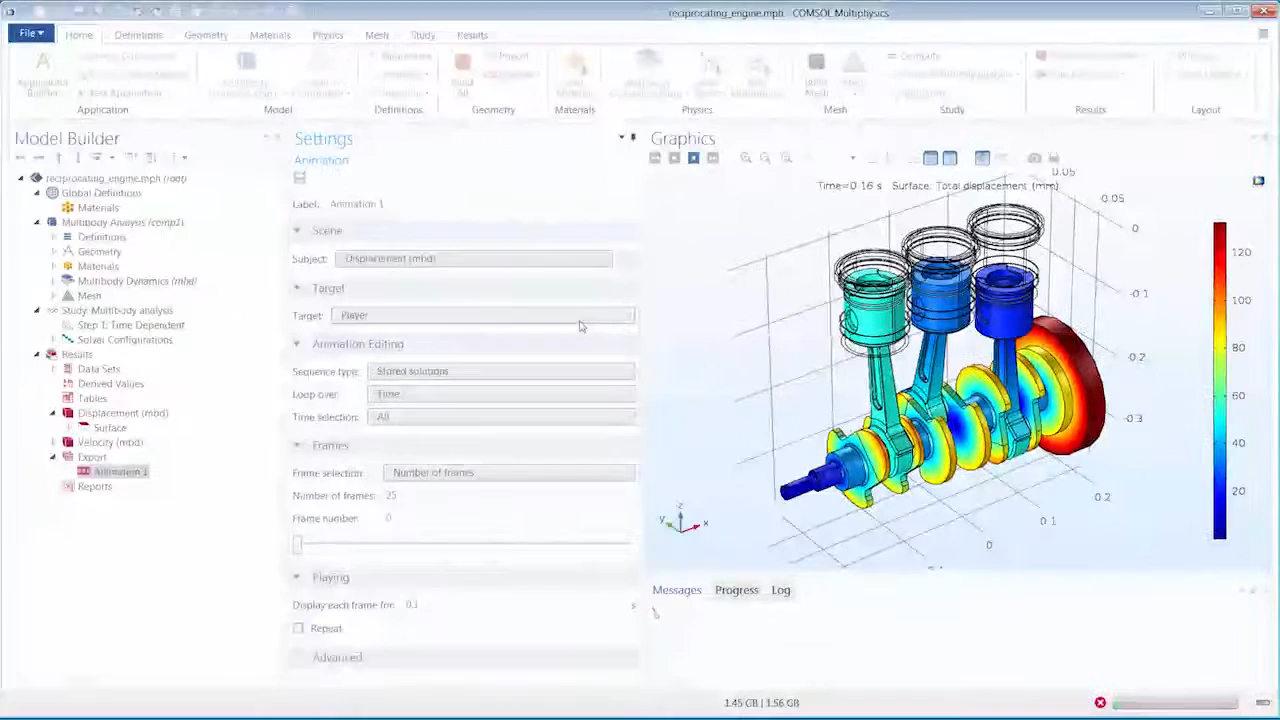 reciprocating_engine.mph - COMSOL Multiphysics
File Home Definitions Geometry Materials Physics Mesh Study Results
Application Model Definitions Geometry Materials Physics Mesh Study Results Layout
Model Builder
reciprocating_engine.mph (root)
Global Definitions
Materials
Multibody Analysis (comp1)
Definitions
Geometry
Materials
Multibody Dynamics (mbd)
Mesh
Study: Multibody analysis
Step 1: Time Dependent
Solver Configurations
Results
Data Sets
Derived Values
Tables
Displacement (mbd)
Surface
Velocity (mbd)
Export
Animation 1
Reports
Settings
Animation
Label: Animation 1
Scene
Subject: Displacement (mbd)
Target
Target: Player
Animation Editing
Sequence type: Stored solutions
Loop over: Time
Time selection: All
Frames
Frame selection: Number of frames
Number of frames: 25
Frame number: 0
Playing
Display each frame for: 0.1 s
Repeat
Advanced
Graphics
Time=0.16 s Surface: Total displacement (mm)
0.05
0.05
0
-0.1
-0.2
-0.3
0.2
0.1
0
120
100
80
60
40
20
z
y x
Messages Progress Log
1.45 GB | 1.56 GB